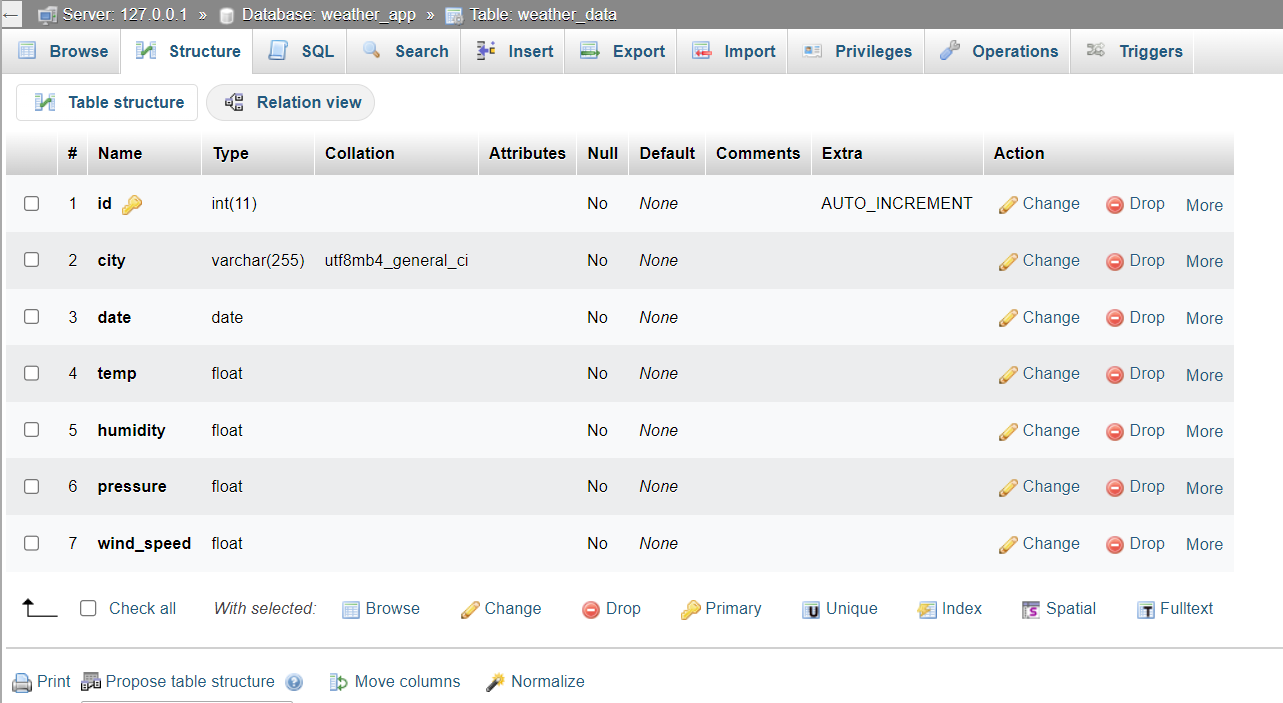 Server: 127.0.0.1 » Database: weather_app » Table: weather_data
Browse Structure SQL Search Insert Export Import Privileges Operations Triggers
Table structure Relation view
# Name Type Collation Attributes Null Default Comments Extra Action
1 id int(11) No None AUTO_INCREMENT Change Drop More
2 city varchar(255) utf8mb4_general_ci No None Change Drop More
3 date date No None Change Drop More
4 temp float No None Change Drop More
5 humidity float No None Change Drop More
6 pressure float No None Change Drop More
7 wind_speed float No None Change Drop More
Check all With selected: Browse Change Drop Primary Unique Index Spatial Fulltext
Print Propose table structure Move columns Normalize